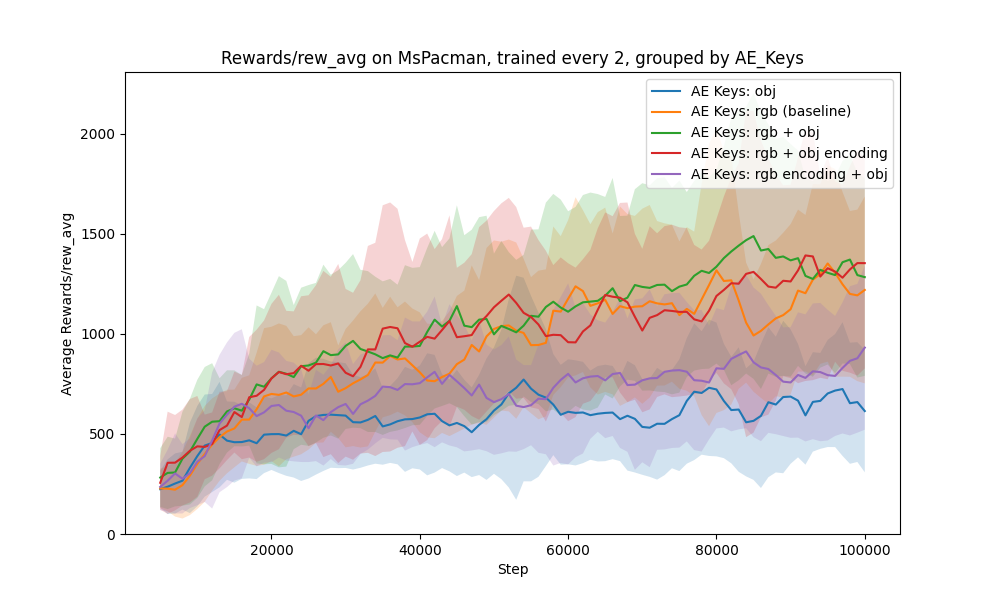 Rewards/rew_avg on MsPacman, trained every 2, grouped by AE_Keys
AE Keys: obj
AE Keys: rgb (baseline)
AE Keys: rgb + obj
AE Keys: rgb + obj encoding
AE Keys: rgb encoding + obj
Average Rewards/rew_avg
2000
1500
1000
500
0
20000
40000
60000
80000
100000
Step